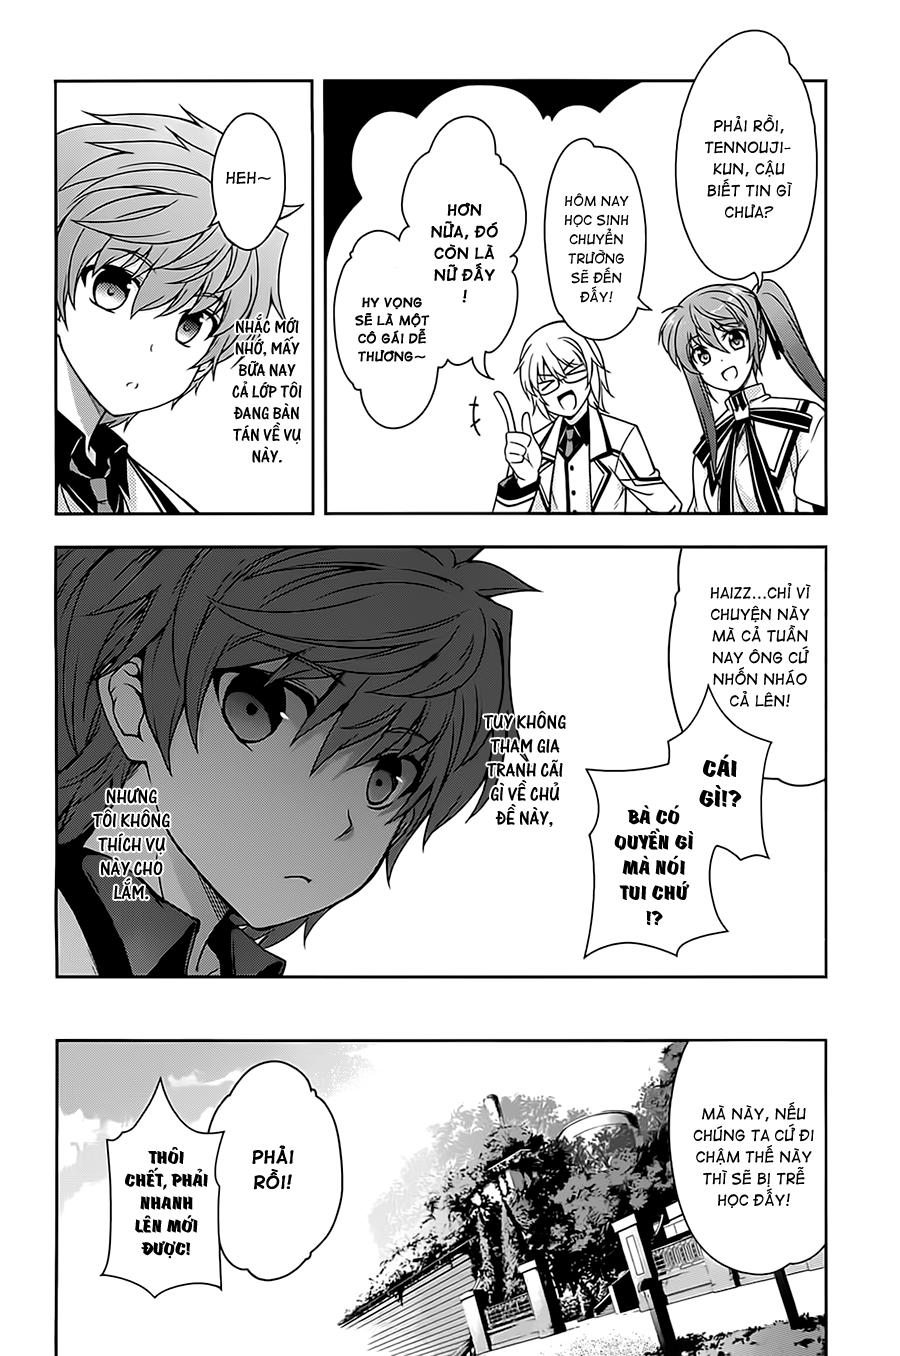 PHẢI RỒI,
TENNOUJI-
KUN, CẬU
BIẾT TIN GÌ
CHƯA?
HÔM NAY
HỌC SINH
CHUYỂN
TRƯỜNG
SẼ ĐẾN
ĐẤY!
HƠN
NỮA, ĐÓ
CÒN LÀ
NỮ ĐẤY
!
HY VỌNG
SẼ LÀ MỘT
CÔ GÁI DỄ
THƯƠNG~
HEH~
NHẮC MỚI
NHỚ, MẤY
BỮA NAY
CẢ LỚP TÔI
ĐANG BÀN
TÁN VỀ VỤ
NÀY.
HAIZZ...CHỈ VÌ
CHUYỆN NÀY
MÀ CẢ TUẦN
NAY ÔNG CỨ
NHỐN NHÁO
CẢ LÊN!
CÁI
GÌ!?
BÀ CÓ
QUYỀN GÌ
MÀ NÓI
TUI CHỨ
!?
TUY KHÔNG
THAM GIA
TRANH CÃI
GÌ VỀ CHỦ
ĐỀ NÀY,
NHƯNG
TÔI KHÔNG
THÍCH VỤ
NÀY CHO
LẮM.
MÀ NÀY, NẾU
CHÚNG TA CỨ ĐI
CHẬM THẾ NÀY
THÌ SẼ BỊ TRỄ
HỌC ĐẤY!
PHẢI
RỒI!
THÔI
CHẾT, PHẢI
NHANH
LÊN MỚI
ĐƯỢC!